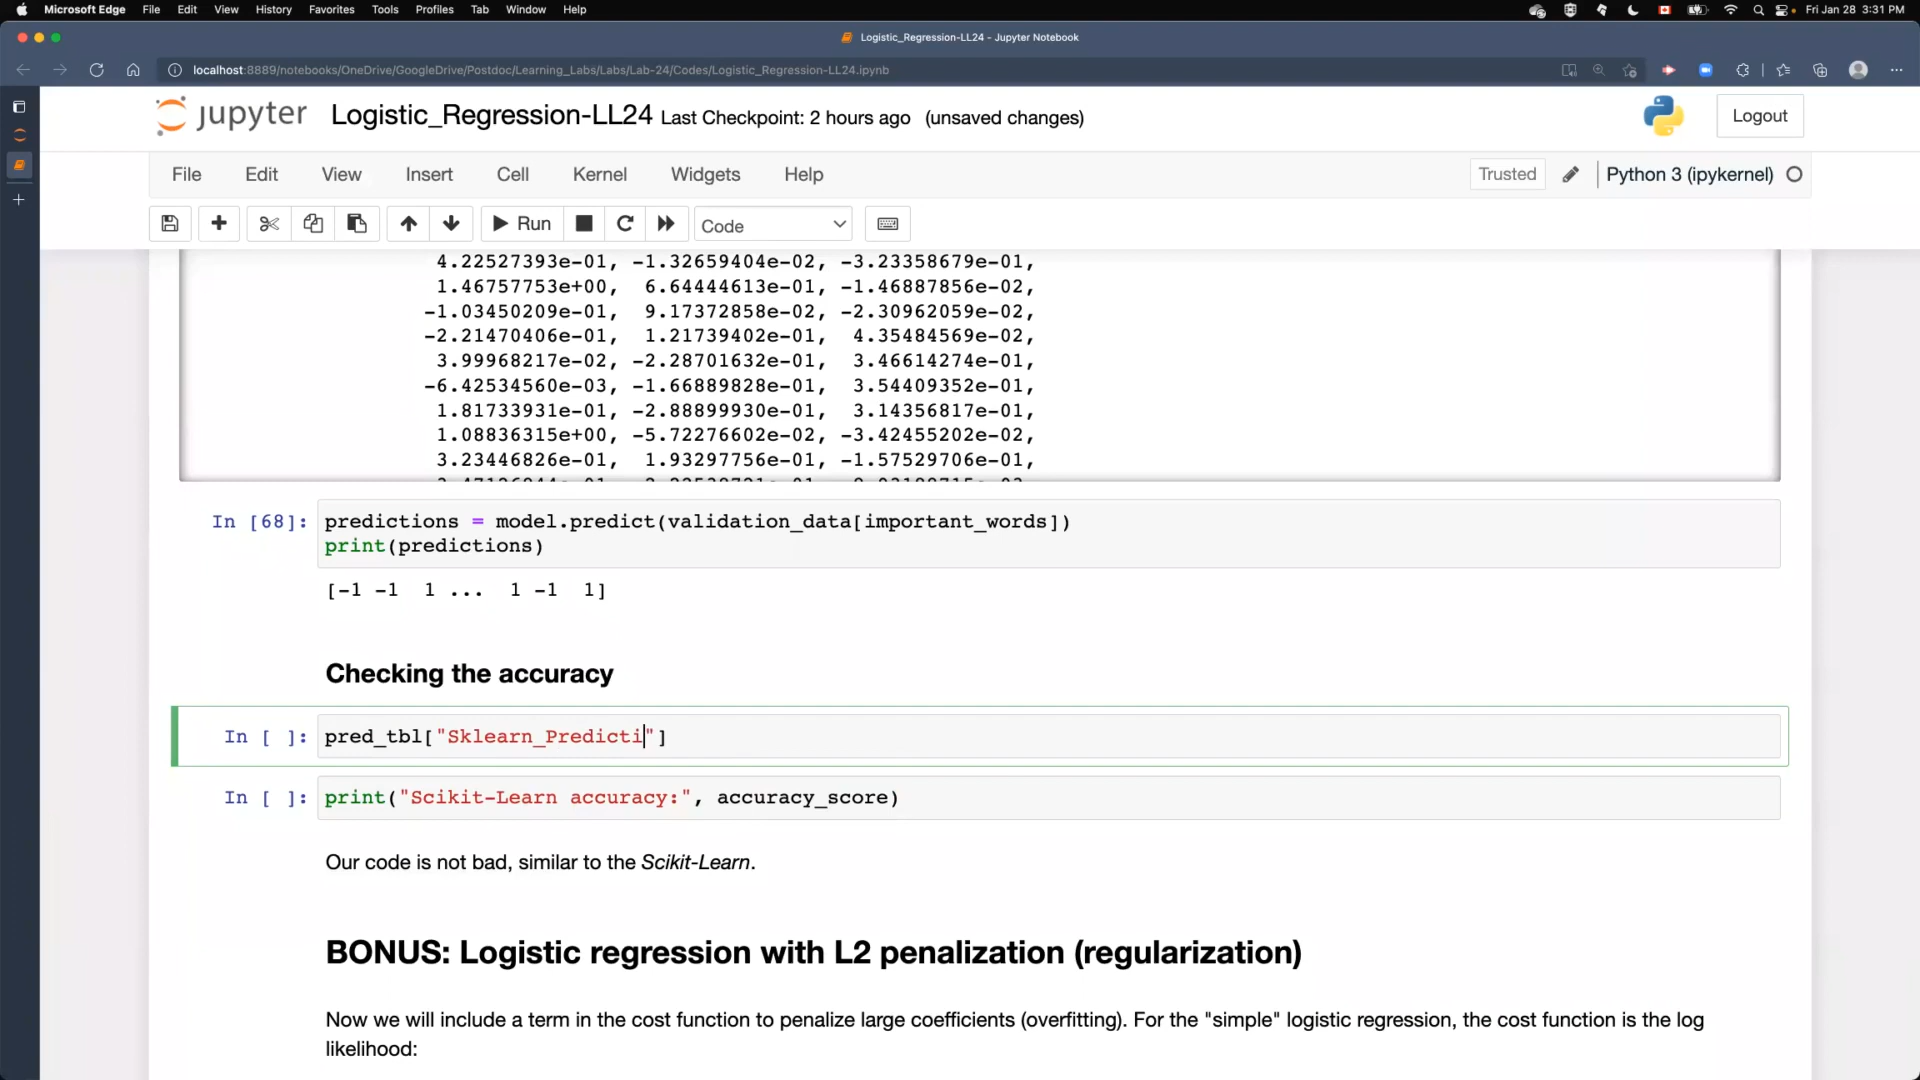 Microsoft Edge File Edit View History Favorites Tools Profiles Tab Window Help Fri Jan 28 3:31 PM
Logistic_Regression-LL24 - Jupyter Notebook
localhost:8889/notebooks/OneDrive/GoogleDrive/Postdoc/Learning_Labs/Labs/Lab-24/Codes/Logistic_Regression-LL24.ipynb
jupyter Logistic_Regression-LL24 Last Checkpoint: 2 hours ago (unsaved changes) Logout
File Edit View Insert Cell Kernel Widgets Help Trusted Python 3 (ipykernel)
Run Code
4.22527393e-01, -1.32659404e-02, -3.23358679e-01,
1.46757753e+00, 6.64444613e-01, -1.46887856e-02,
-1.03450209e-01, 9.17372858e-02, -2.30962059e-02,
-2.21470406e-01, 1.21739402e-01, 4.35484569e-02,
3.99968217e-02, -2.28701632e-01, 3.46614274e-01,
-6.42534560e-03, -1.66889828e-01, 3.54409352e-01,
1.81733931e-01, -2.88899930e-01, 3.14356817e-01,
1.08836315e+00, -5.72276602e-02, -3.42455202e-02,
3.23446826e-01, 1.93297756e-01, -1.57529706e-01,
In [68]: predictions = model.predict(validation_data[important_words])
print(predictions)
[-1 -1 1 ... 1 -1 1]
Checking the accuracy
In [ ]: pred_tbl["Sklearn_Predicti"]
In [ ]: print("Scikit-Learn accuracy:", accuracy_score)
Our code is not bad, similar to the Scikit-Learn.
BONUS: Logistic regression with L2 penalization (regularization)
Now we will include a term in the cost function to penalize large coefficients (overfitting). For the "simple" logistic regression, the cost function is the log
likelihood: